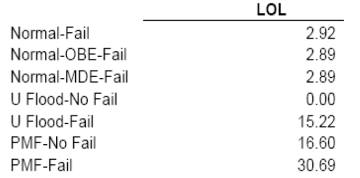 LOL
Normal-Fail 2.92
Normal-OBE-Fail 2.89
Normal-MDE-Fail 2.89
U Flood-No Fail 0.00
U Flood-Fail 15.22
PMF-No Fail 16.60
PMF-Fail 30.69